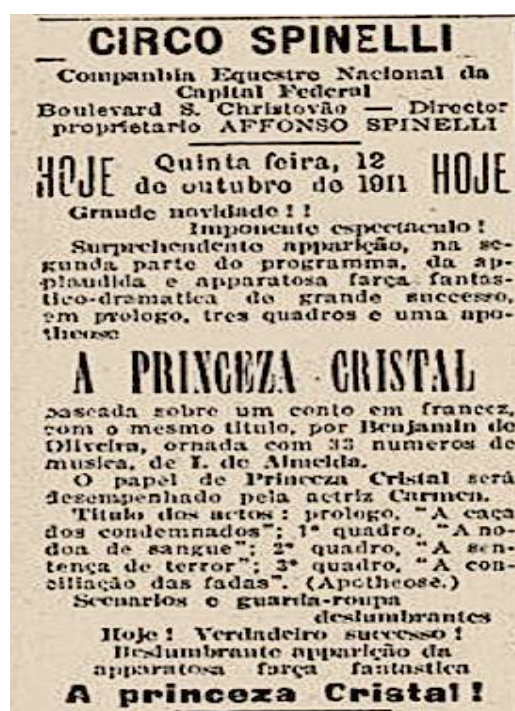 CIRCO SPINELLI
Companhia Equestre Nacional da
Capital Federal
Boulevard S. Christovão — Director
proprietario AFFONSO SPINELLI
HOJE Quinta feira, 12 HOJE
de outubro de 1911
Grande novidade ! !
Imponente espectaculo !
Surprehendente apparição, na se-
gunda parte do programma, da ap-
plaudida e apparatosa farça fantas-
tico-dramatica de grande successo,
em prologo, tres quadros e uma apo-
theose
A PRINCEZA CRISTAL
baseada sobre um conto em francez,
com o mesmo titulo, por Benjamin de
Oliveira, ornada com 33 numeros de
musica, de I. de Almeida.
O papel de Princeza Cristal será
desempenhado pela actriz Carmen.
Titulo dos actos : prologo, "A caça
dos condemnados"; 1º quadro, "A no-
doa de sangue"; 2º quadro, "A sen-
tença de terror"; 3º quadro, "A con-
ciliação das fadas". (Apotheose.)
Scenarios e guarda-roupa
deslumbrantes
Hoje ! Verdadeiro successo !
Deslumbrante apparição da
apparatosa farça fantastica
A princeza Cristal !